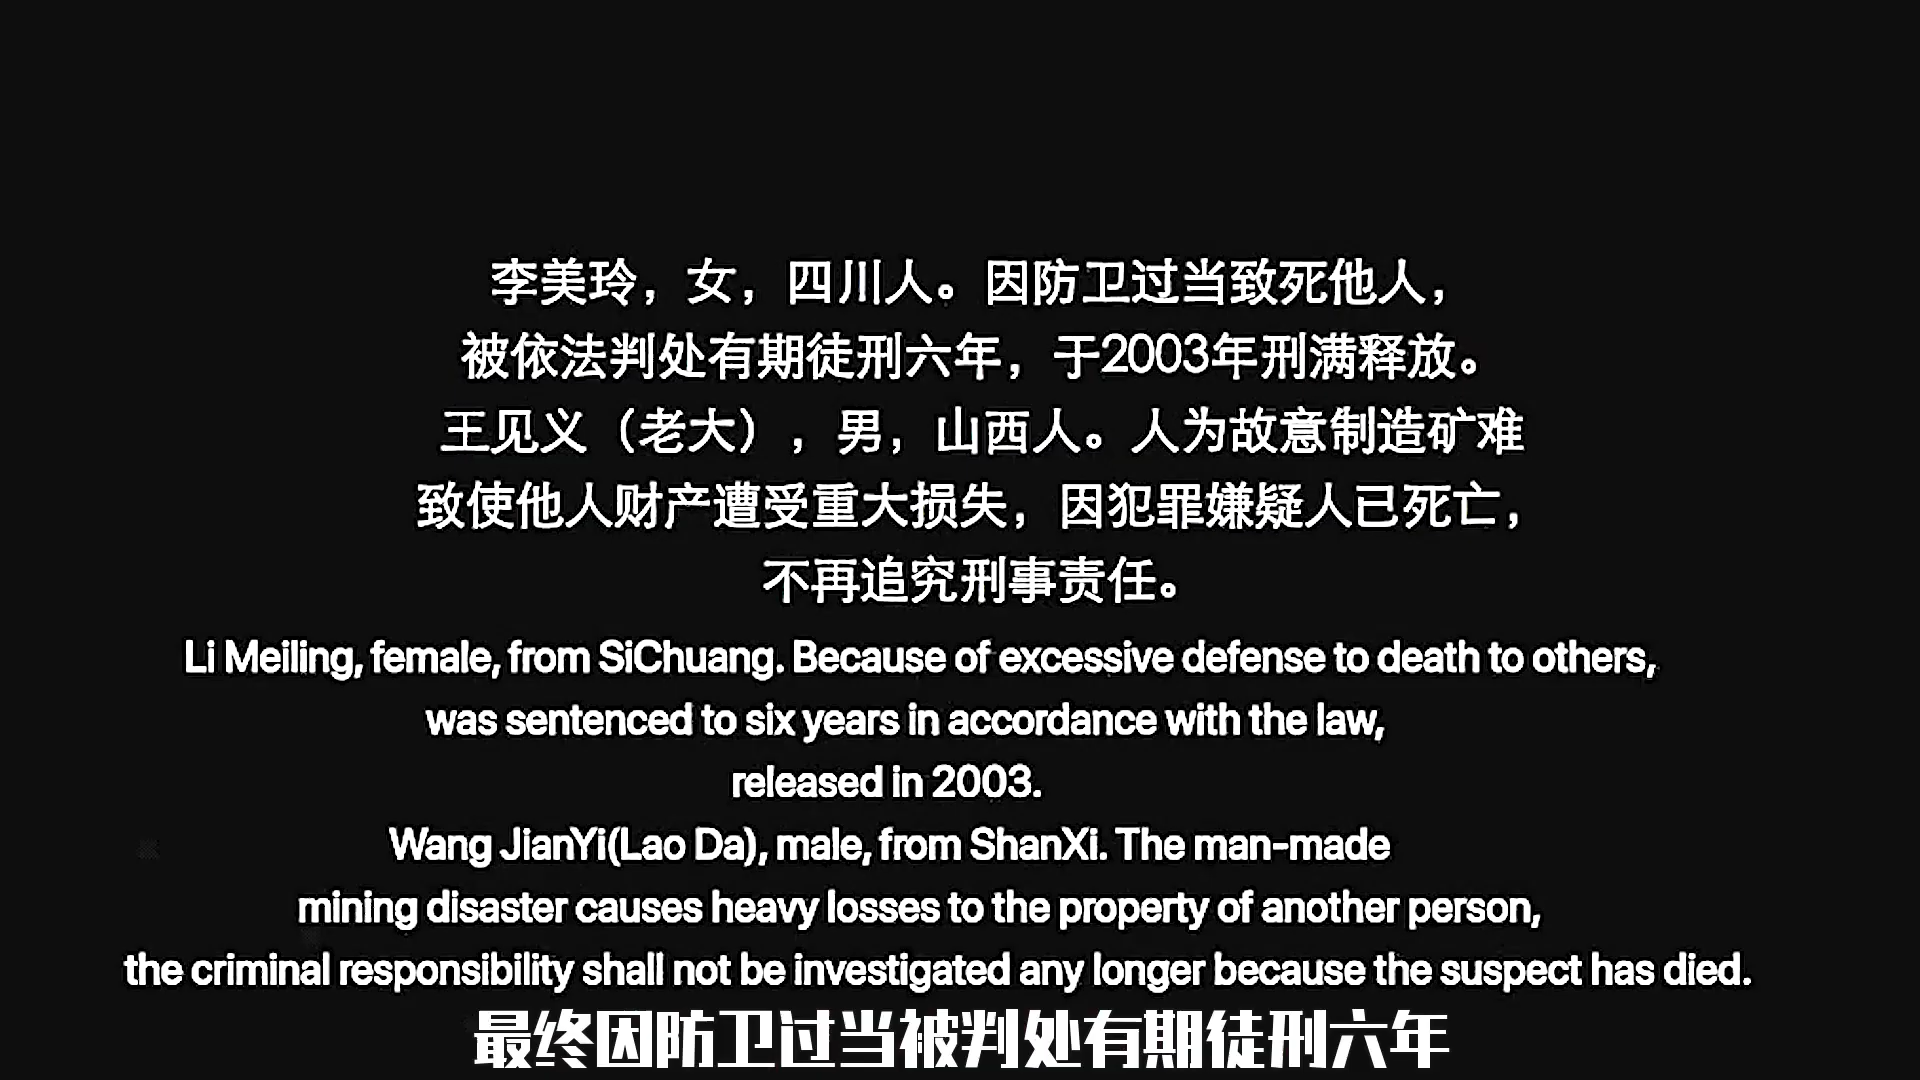 李美玲，女，四川人。因防卫过当致死他人，
被依法判处有期徒刑六年，于2003年刑满释放。
王见义（老大），男，山西人。人为故意制造矿难
致使他人财产遭受重大损失，因犯罪嫌疑人已死亡，
不再追究刑事责任。
Li Meiling, female, from SiChuang. Because of excessive defense to death to others,
was sentenced to six years in accordance with the law,
released in 2003.
Wang JianYi(Lao Da), male, from ShanXi. The man-made
mining disaster causes heavy losses to the property of another person,
the criminal responsibility shall not be investigated any longer because the suspect has died.
最终因防卫过当被判处有期徒刑六年